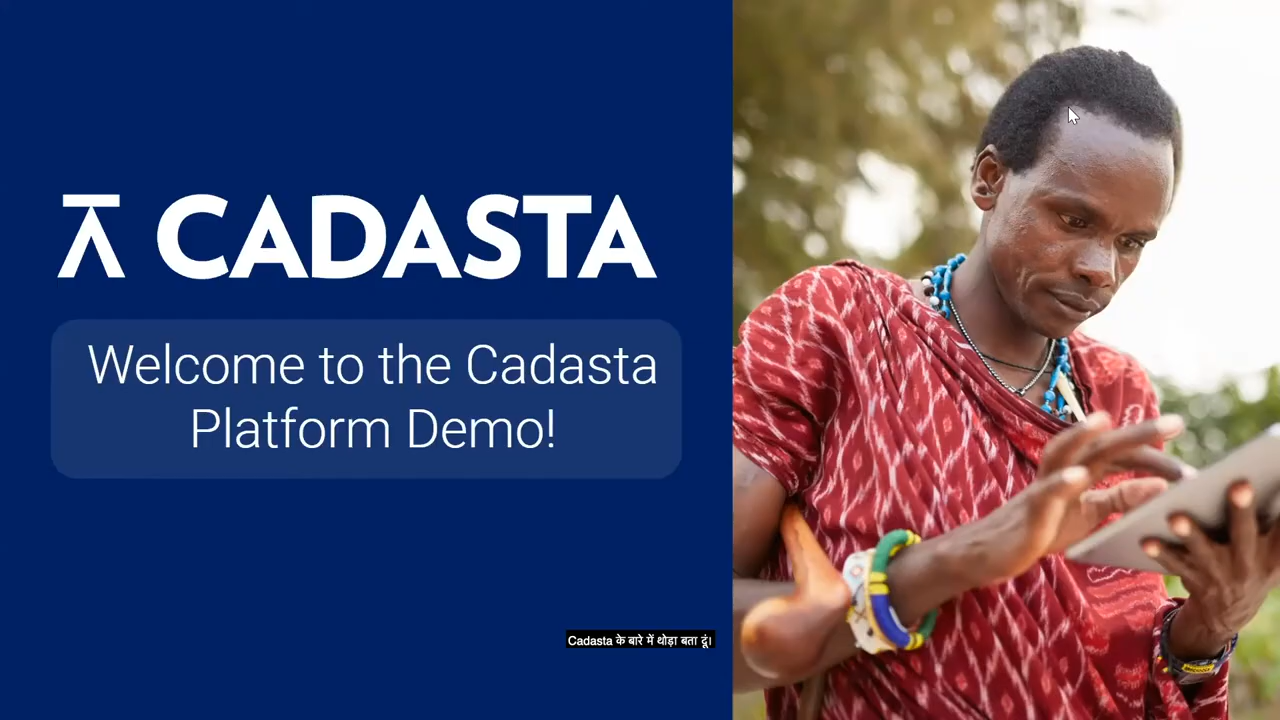 CADASTA
Welcome to the Cadasta
Platform Demo!
Cadasta के बारे में थोड़ा बता दूं।